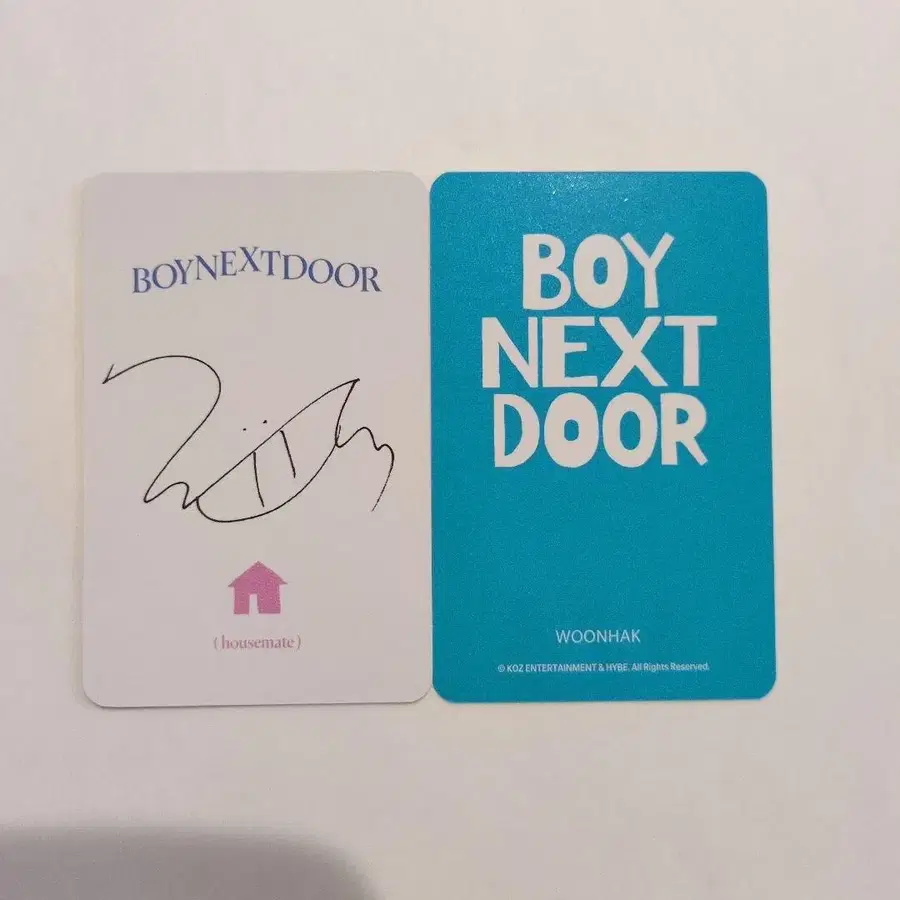 BOYNEXTDOOR
(housemate)
BOY
NEXT
DOOR
WOONHAK
© KOZ ENTERTAINMENT & HYBE. All Rights Reserved.